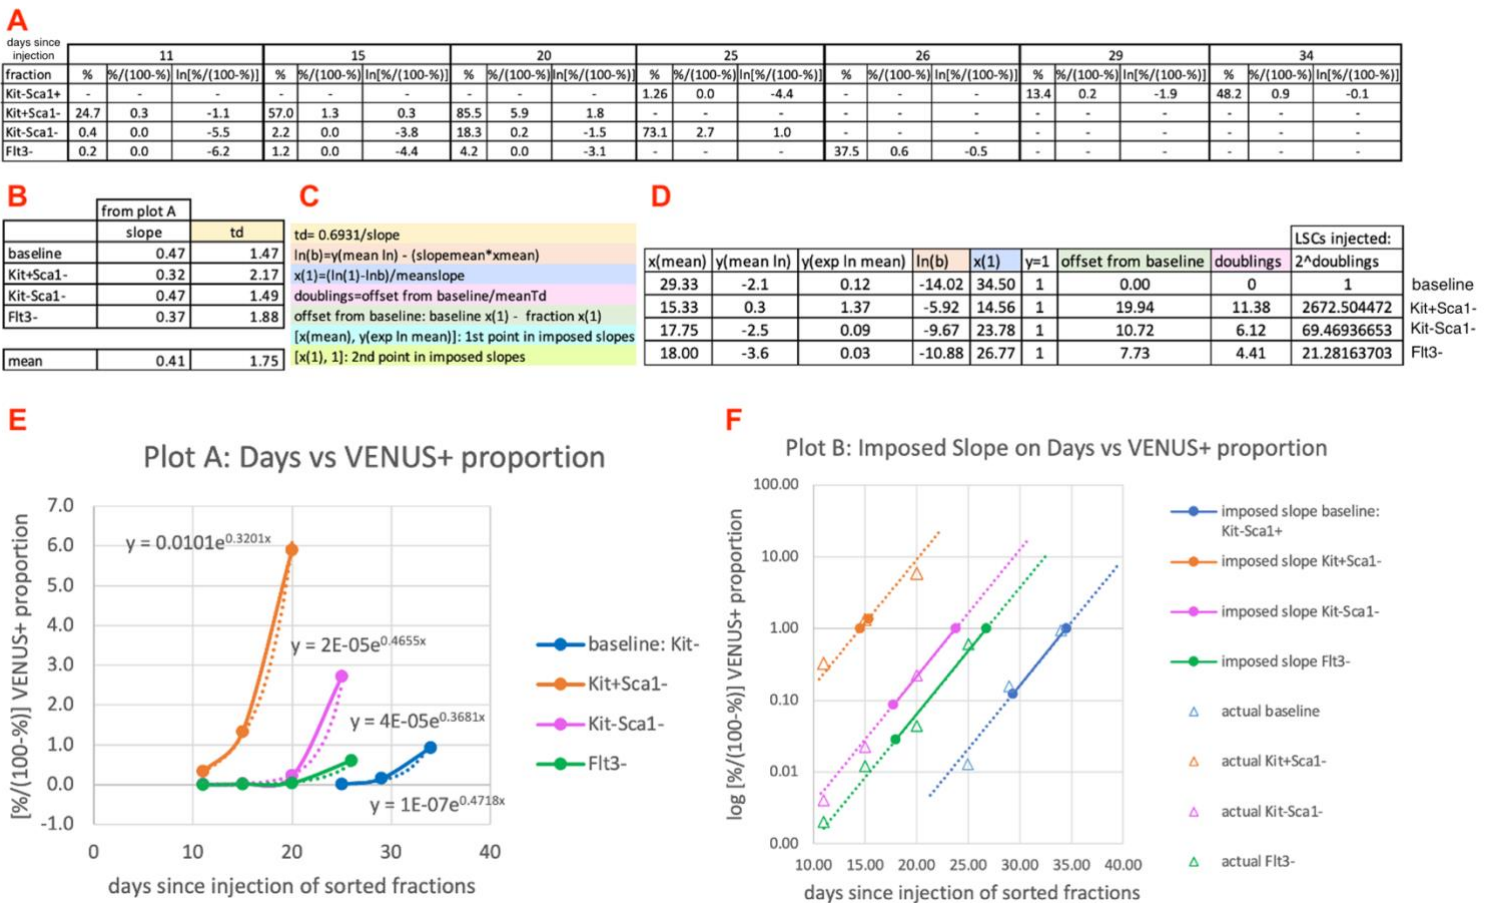 A
days since
injection
11 15 20 25 26 29 34
fraction % %/(100-%) ln[%/(100-%)] % %/(100-%) ln[%/(100-%)] % %/(100-%) ln[%/(100-%)] % %/(100-%) ln[%/(100-%)] % %/(100-%) ln[%/(100-%)] % %/(100-%) ln[%/(100-%)] % %/(100-%) ln[%/(100-%)]
Kit-Sca1+ - - - - - - - - - 1.26 0.0 -4.4 - - - 13.4 0.2 -1.9 48.2 0.9 -0.1
Kit+Sca1- 24.7 0.3 -1.1 57.0 1.3 0.3 85.5 5.9 1.8 - - - - - - - - - - - -
Kit-Sca1- 0.4 0.0 -5.5 2.2 0.0 -3.8 18.3 0.2 -1.5 73.1 2.7 1.0 - - - - - - - - -
Flt3- 0.2 0.0 -6.2 1.2 0.0 -4.4 4.2 0.0 -3.1 - - - 37.5 0.6 -0.5 - - - - - -
B
from plot A
slope td
baseline 0.47 1.47
Kit+Sca1- 0.32 2.17
Kit-Sca1- 0.47 1.49
Flt3- 0.37 1.88
mean 0.41 1.75
C
td= 0.6931/slope
ln(b)=y(mean ln) - (slopemean*xmean)
x(1)=(ln(1)-lnb)/meanslope
doublings=offset from baseline/meanTd
offset from baseline: baseline x(1) - fraction x(1)
[x(mean), y(exp ln mean)]: 1st point in imposed slopes
[x(1), 1]: 2nd point in imposed slopes
D
LSCs injected:
x(mean) y(mean ln) y(exp ln mean) ln(b) x(1) y=1 offset from baseline doublings 2^doublings
29.33 -2.1 0.12 -14.02 34.50 1 0.00 0 1 baseline
15.33 0.3 1.37 -5.92 14.56 1 19.94 11.38 2672.504472 Kit+Sca1-
17.75 -2.5 0.09 -9.67 23.78 1 10.72 6.12 69.46936653 Kit-Sca1-
18.00 -3.6 0.03 -10.88 26.77 1 7.73 4.41 21.28163703 Flt3-
E
Plot A: Days vs VENUS+ proportion
[%/(100-%)] VENUS+ proportion
7.0
6.0
5.0
4.0
3.0
2.0
1.0
0.0
-1.0
y = 0.0101e^0.3201x
y = 2E-05e^0.4655x
y = 4E-05e^0.3681x
y = 1E-07e^0.4718x
0 10 20 30 40
days since injection of sorted fractions
baseline: Kit-
Kit+Sca1-
Kit-Sca1-
Flt3-
F
Plot B: Imposed Slope on Days vs VENUS+ proportion
log [%/(100-%)] VENUS+ proportion
100.00
10.00
1.00
0.10
0.01
0.00
10.00 15.00 20.00 25.00 30.00 35.00 40.00
days since injection of sorted fractions
imposed slope baseline:
Kit-Sca1+
imposed slope Kit+Sca1-
imposed slope Kit-Sca1-
imposed slope Flt3-
actual baseline
actual Kit+Sca1-
actual Kit-Sca1-
actual Flt3-